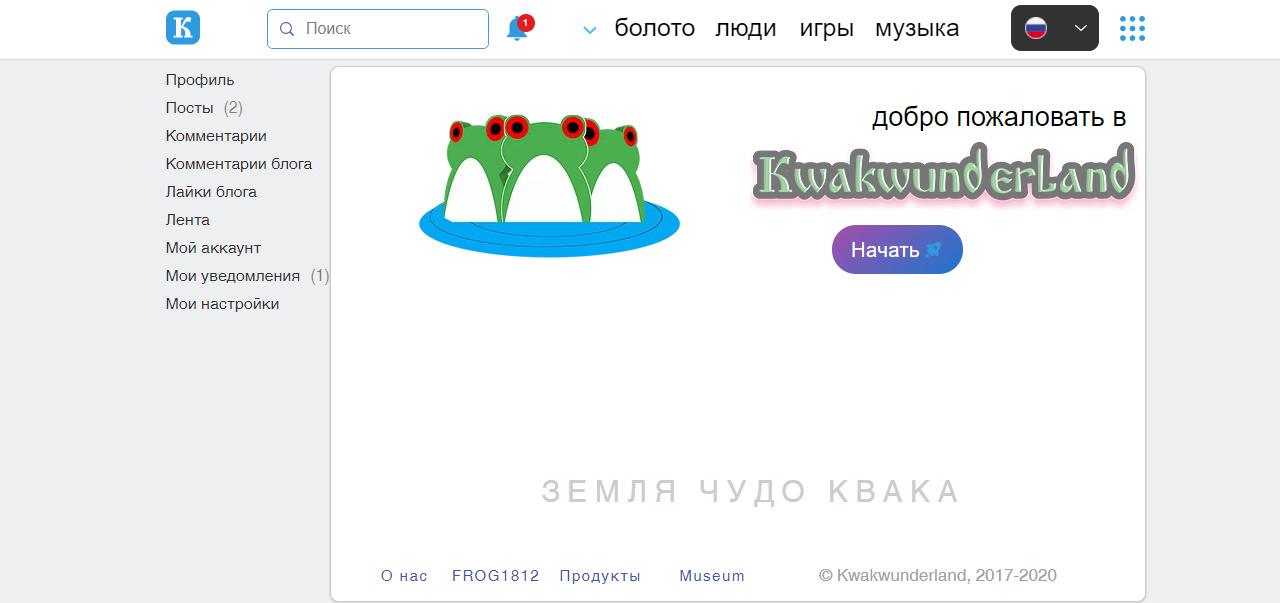 K
Поиск
1
болото люди игры музыка
Профиль
Посты (2)
Комментарии
Комментарии блога
Лайки блога
Лента
Мой аккаунт
Мои уведомления (1)
Мои настройки
добро пожаловать в
Kwakwunderland
Начать
ЗЕМЛЯ ЧУДО КВАКА
О нас FROG1812 Продукты Museum © Kwakwunderland, 2017-2020